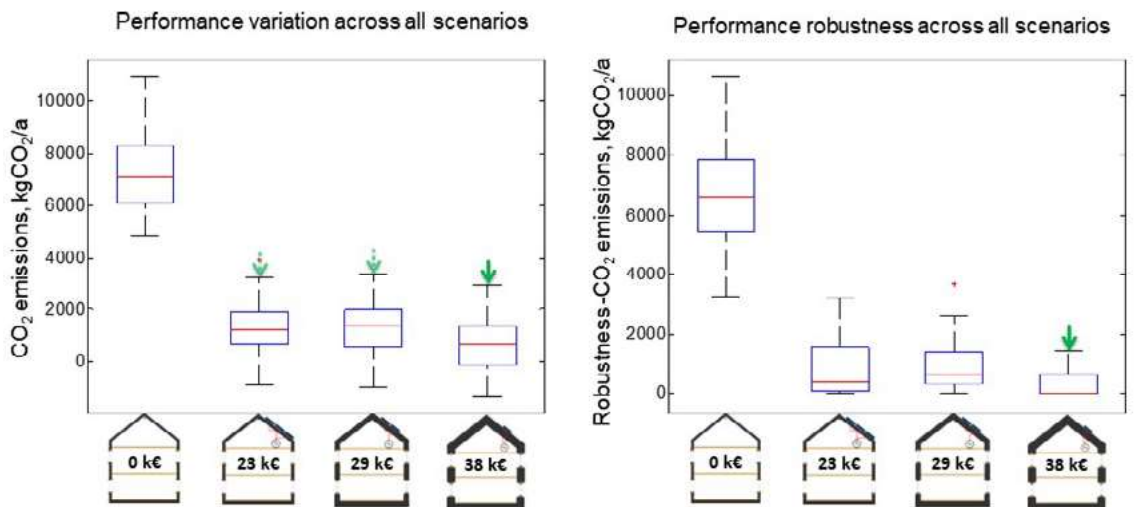 Performance variation across all scenarios
CO₂ emissions, kgCO₂/a
10000
8000
6000
4000
2000
0
0 k€
23 k€
29 k€
38 k€
Performance robustness across all scenarios
Robustness-CO₂ emissions, kgCO₂/a
10000
8000
6000
4000
2000
0
0 k€
23 k€
29 k€
38 k€